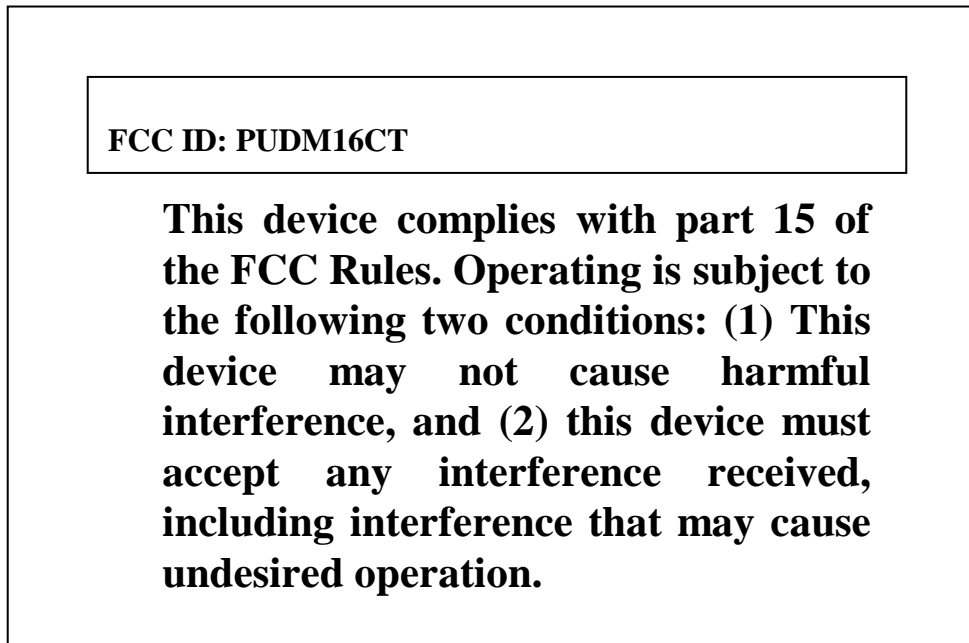 FCC ID: PUDM16CT
This device complies with part 15 of
the FCC Rules. Operating is subject to
the following two conditions: (1) This
device may not cause harmful
interference, and (2) this device must
accept any interference received,
including interference that may cause
undesired operation.